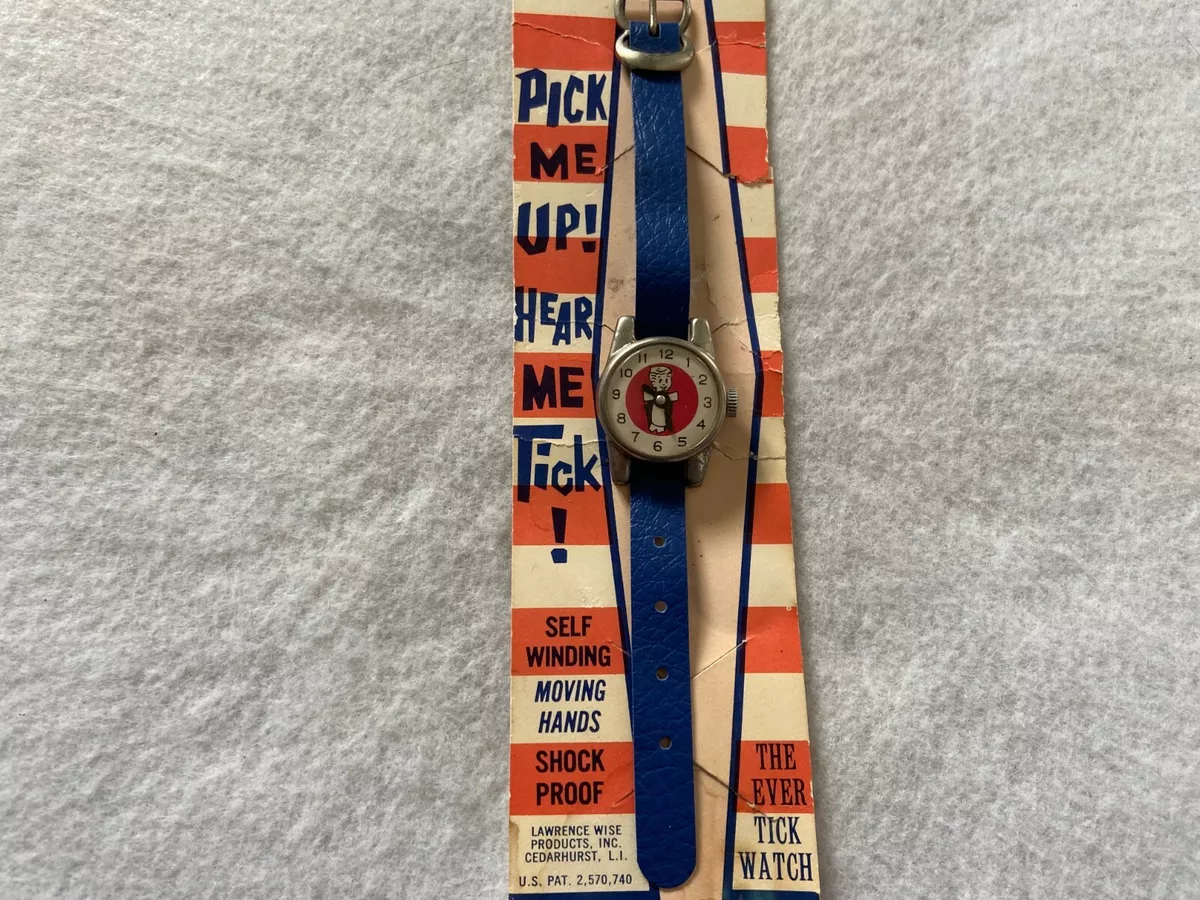 PICK
ME
UP!
HEAR
ME
TICK
!
11 12 1
10 2
9 3
8 4
7 6 5
SELF
WINDING
MOVING
HANDS
SHOCK
PROOF
LAWRENCE WISE
PRODUCTS, INC.
CEDARHURST, L.I.
U.S. PAT. 2,570,740
THE
EVER
TICK
WATCH